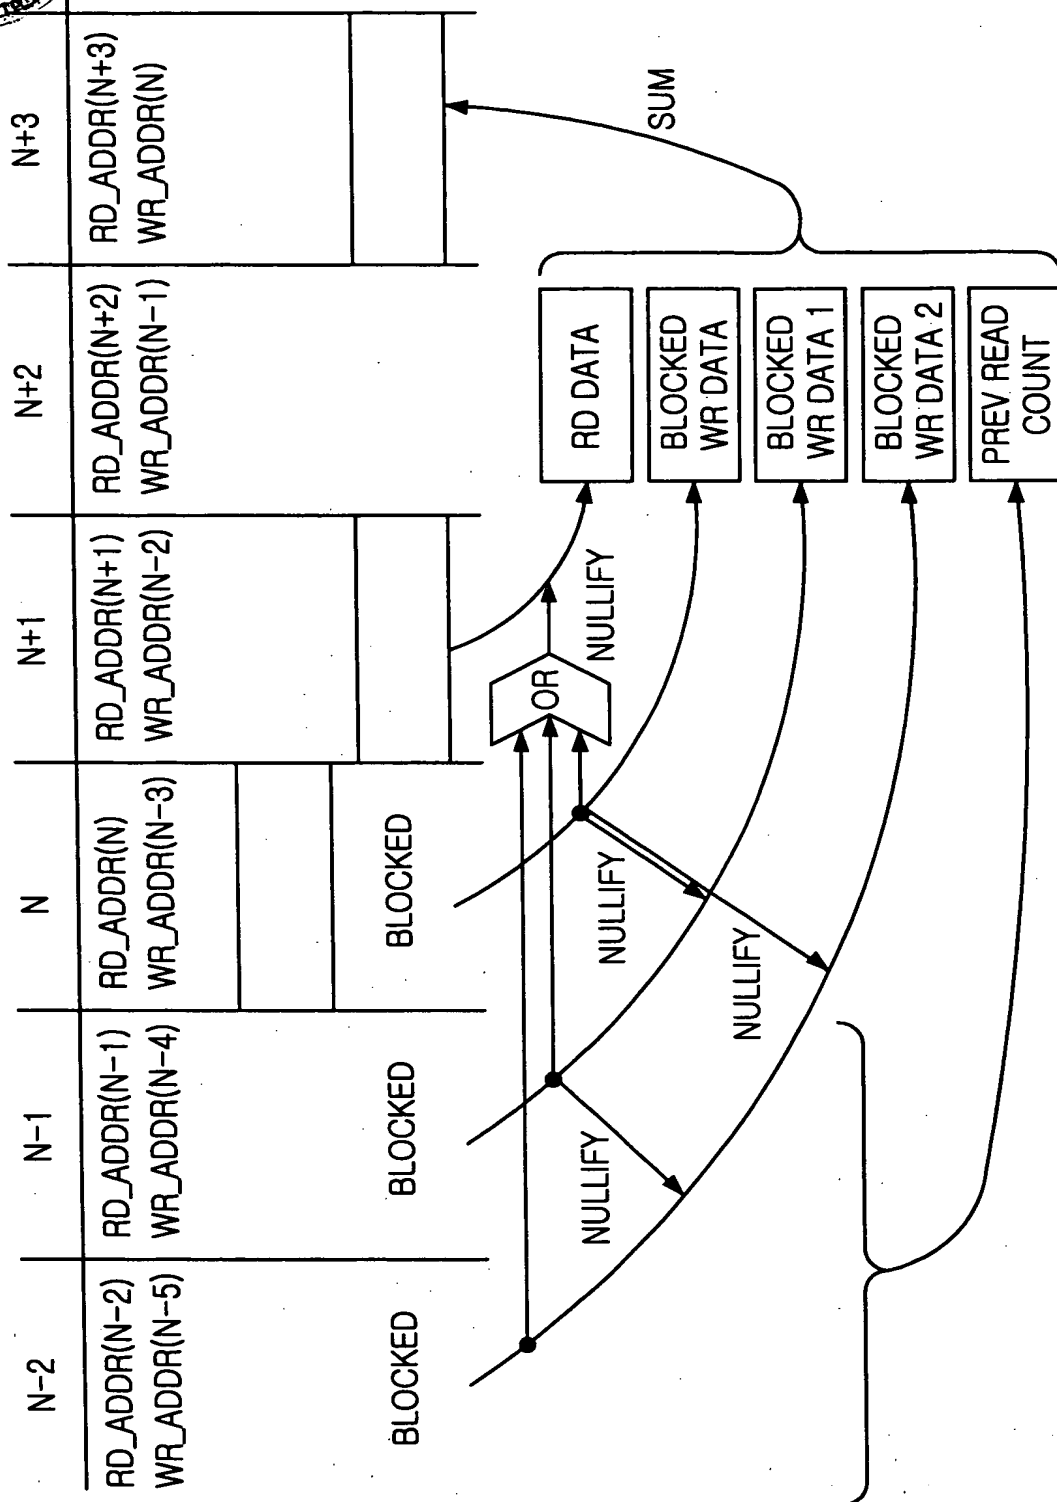 N-2
N-1
N
N+1
N+2
N+3
RD_ADDR(N-2)
WR_ADDR(N-5)
RD_ADDR(N-1)
WR_ADDR(N-4)
RD_ADDR(N)
WR_ADDR(N-3)
RD_ADDR(N+1)
WR_ADDR(N-2)
RD_ADDR(N+2)
WR_ADDR(N-1)
RD_ADDR(N+3)
WR_ADDR(N)
BLOCKED
BLOCKED
BLOCKED
OR
NULLIFY
NULLIFY
NULLIFY
NULLIFY
RD DATA
BLOCKED
WR DATA
BLOCKED
WR DATA 1
BLOCKED
WR DATA 2
PREV READ
COUNT
SUM